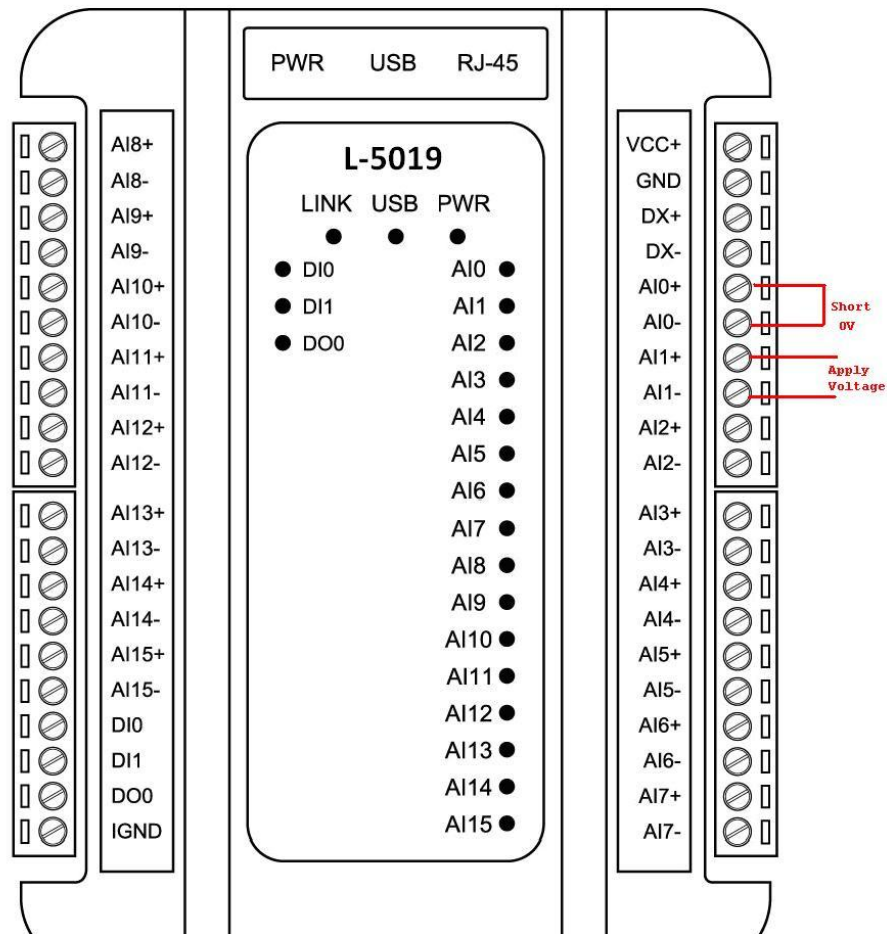 PWR USB RJ-45
L-5019
LINK USB PWR
DI0
DI1
DO0
AI0
AI1
AI2
AI3
AI4
AI5
AI6
AI7
AI8
AI9
AI10
AI11
AI12
AI13
AI14
AI15
AI8+
AI8-
AI9+
AI9-
AI10+
AI10-
AI11+
AI11-
AI12+
AI12-
AI13+
AI13-
AI14+
AI14-
AI15+
AI15-
DI0
DI1
DO0
IGND
VCC+
GND
DX+
DX-
AI0+
AI0-
AI1+
AI1-
AI2+
AI2-
AI3+
AI3-
AI4+
AI4-
AI5+
AI5-
AI6+
AI6-
AI7+
AI7-
Short
0V
Apply
Voltage